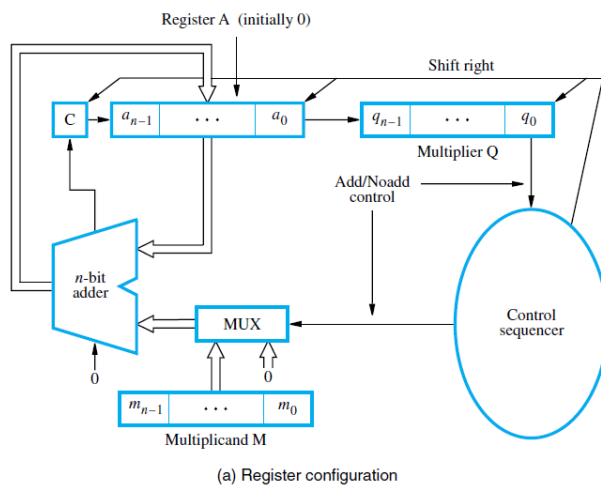 Register A (initially 0)
Shift right
C
a_{n-1} ... a_0
q_{n-1} ... q_0
Multiplier Q
Add/Noadd
control
n-bit
adder
MUX
Control
sequencer
0
0
m_{n-1} ... m_0
Multiplicand M
(a) Register configuration